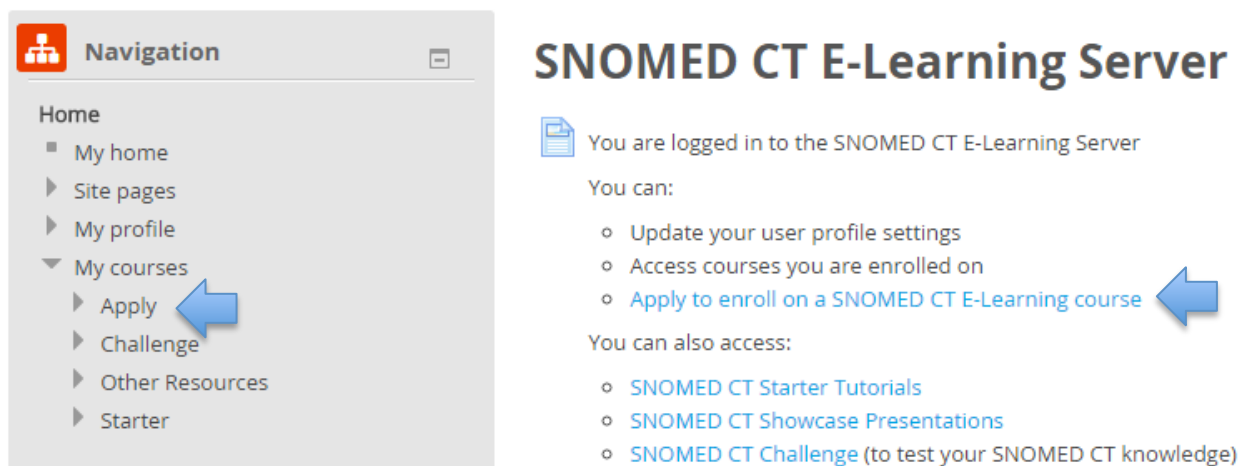 Navigation
Home
My home
Site pages
My profile
My courses
Apply
Challenge
Other Resources
Starter
SNOMED CT E-Learning Server
You are logged in to the SNOMED CT E-Learning Server
You can:
Update your user profile settings
Access courses you are enrolled on
Apply to enroll on a SNOMED CT E-Learning course
You can also access:
SNOMED CT Starter Tutorials
SNOMED CT Showcase Presentations
SNOMED CT Challenge (to test your SNOMED CT knowledge)